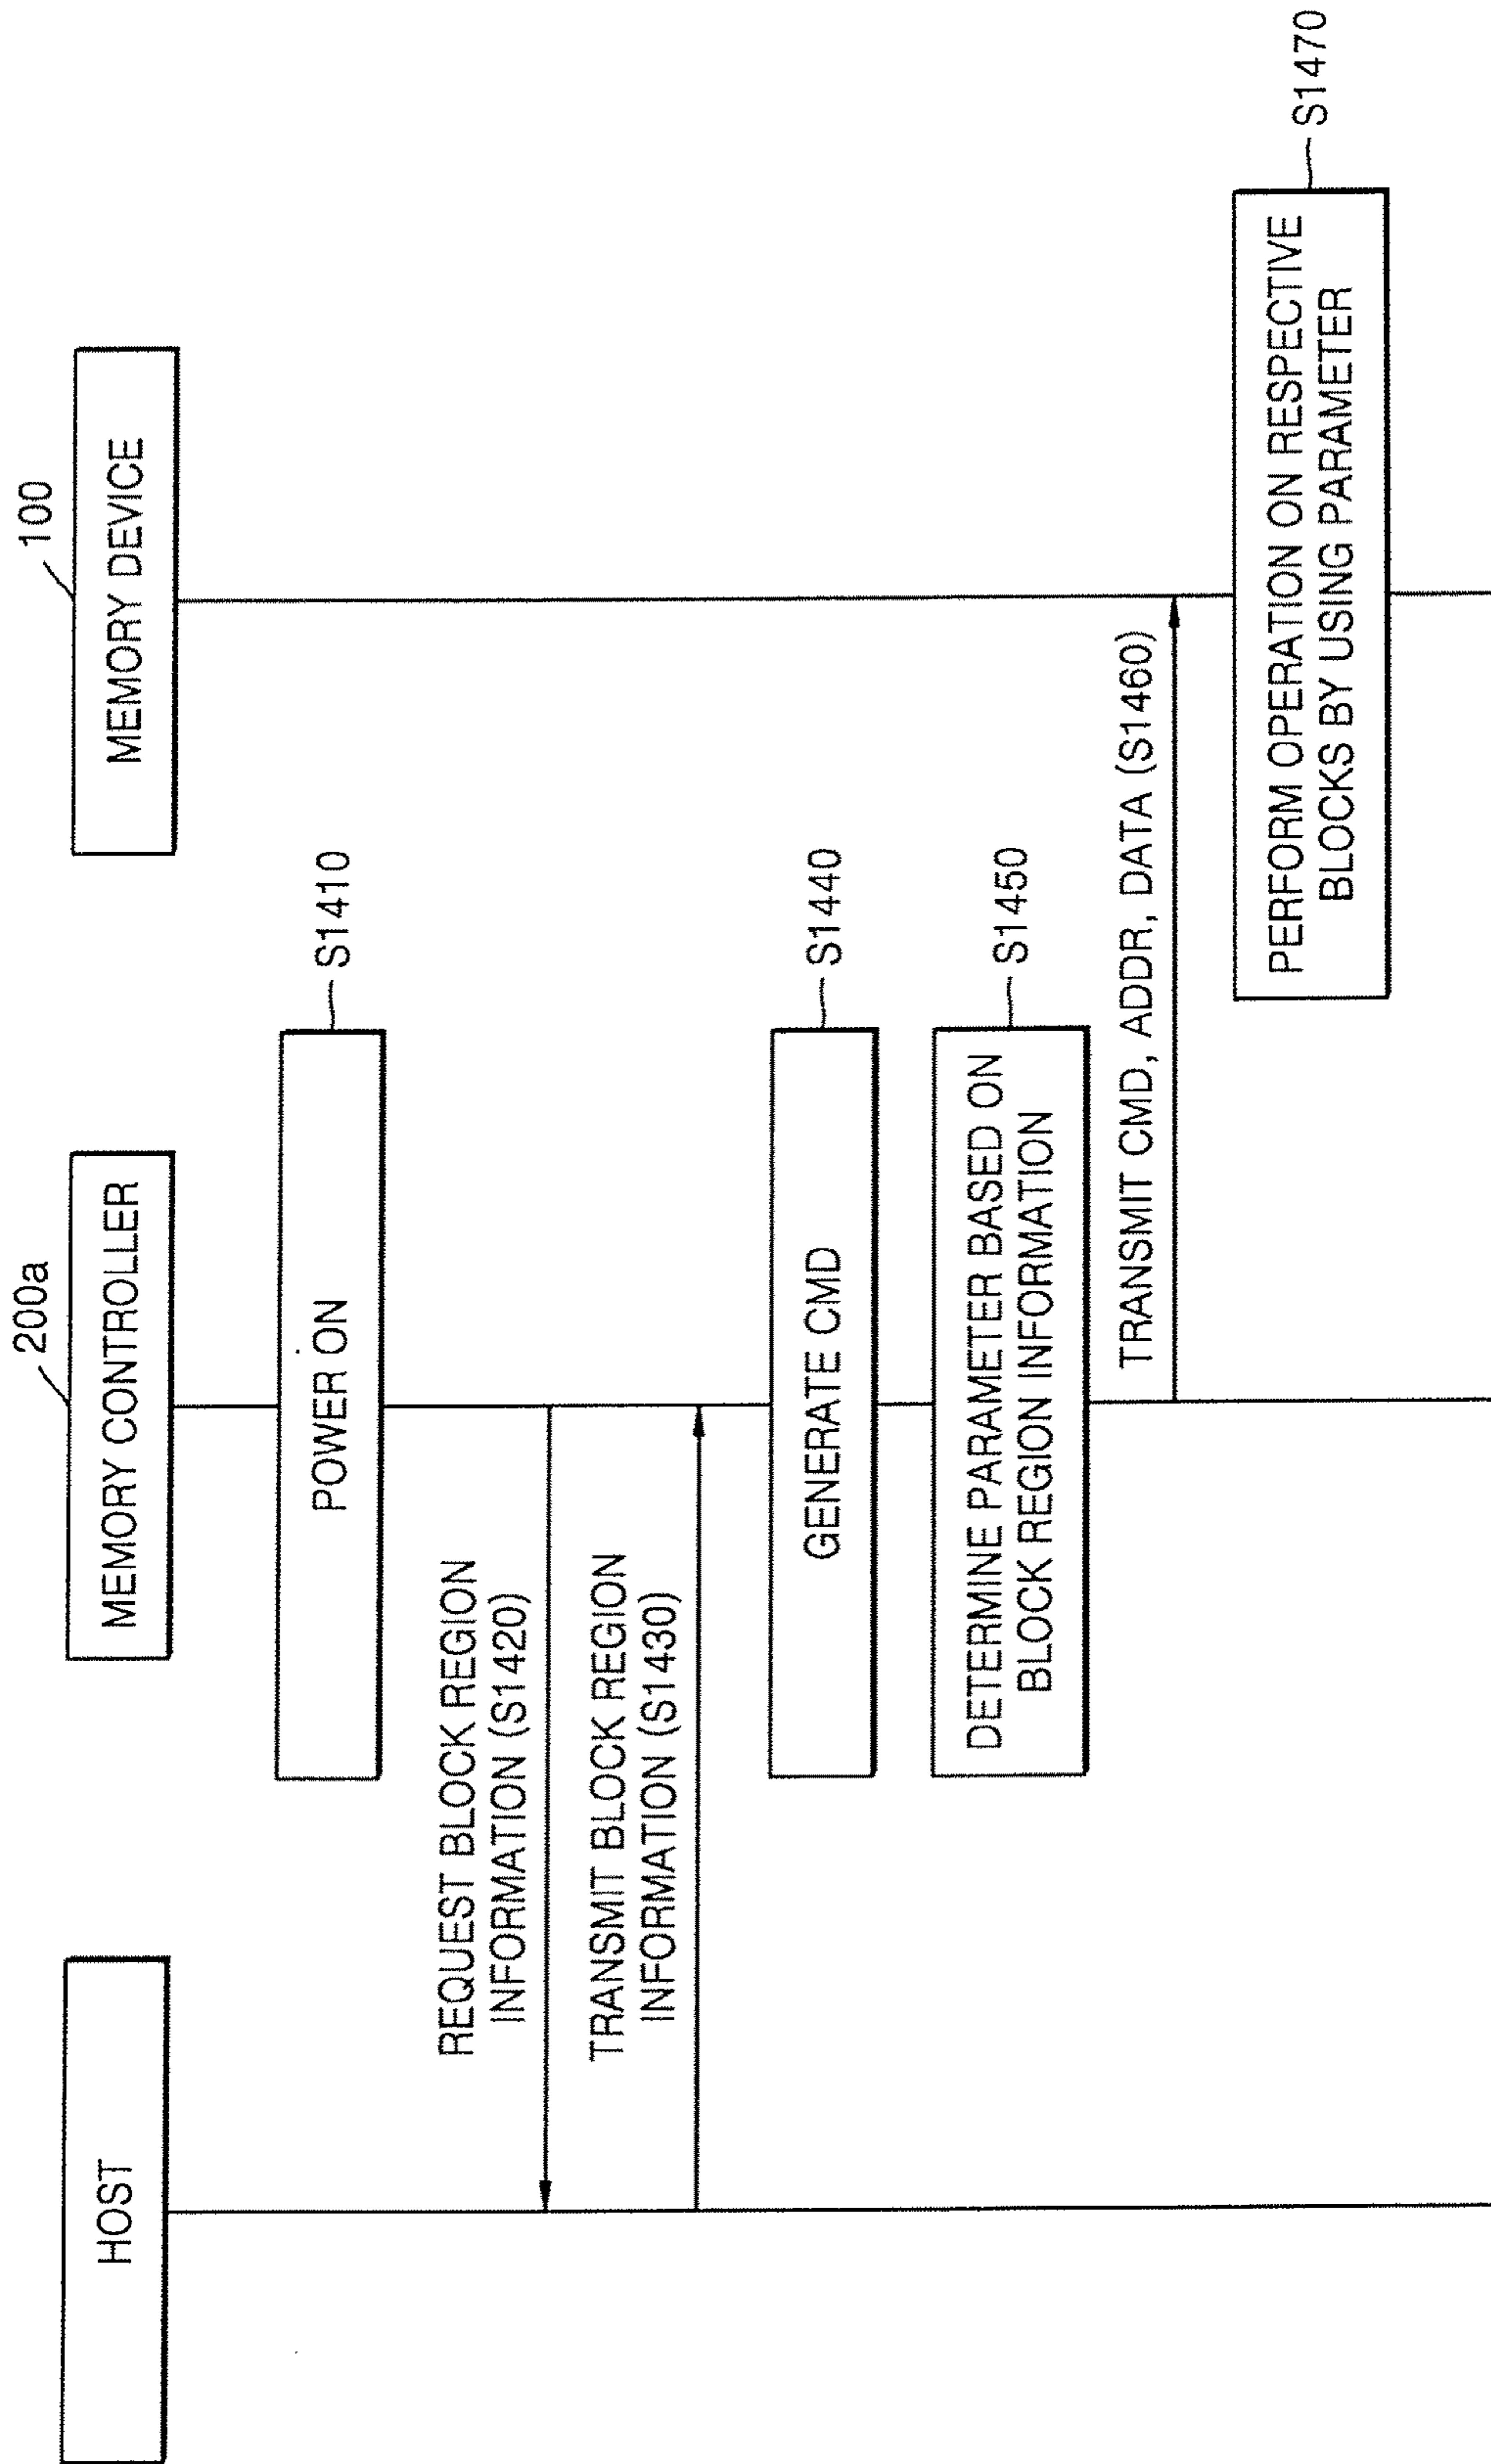 HOST
200a
MEMORY CONTROLLER
100
MEMORY DEVICE
POWER ON
S1410
REQUEST BLOCK REGION
INFORMATION (S1420)
TRANSMIT BLOCK REGION
INFORMATION (S1430)
GENERATE CMD
S1440
DETERMINE PARAMETER BASED ON
BLOCK REGION INFORMATION
S1450
TRANSMIT CMD, ADDR, DATA (S1460)
PERFORM OPERATION ON RESPECTIVE
BLOCKS BY USING PARAMETER
S1470